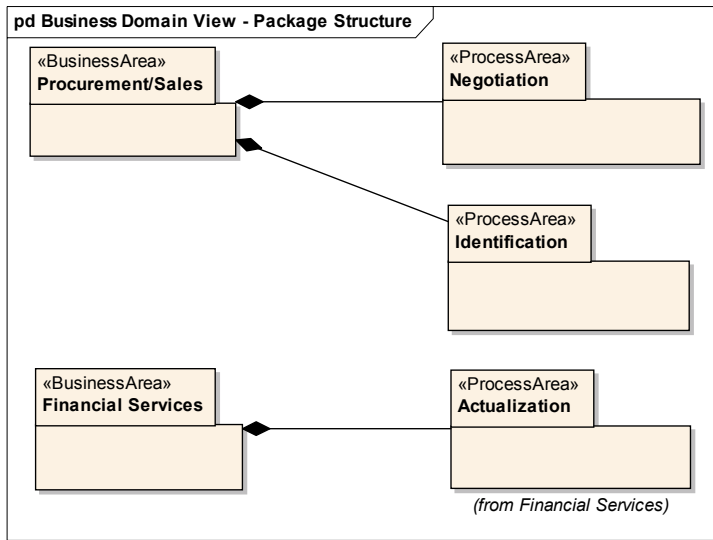 pd Business Domain View - Package Structure
«BusinessArea»
Procurement/Sales
«ProcessArea»
Negotiation
«ProcessArea»
Identification
«BusinessArea»
Financial Services
«ProcessArea»
Actualization
(from Financial Services)